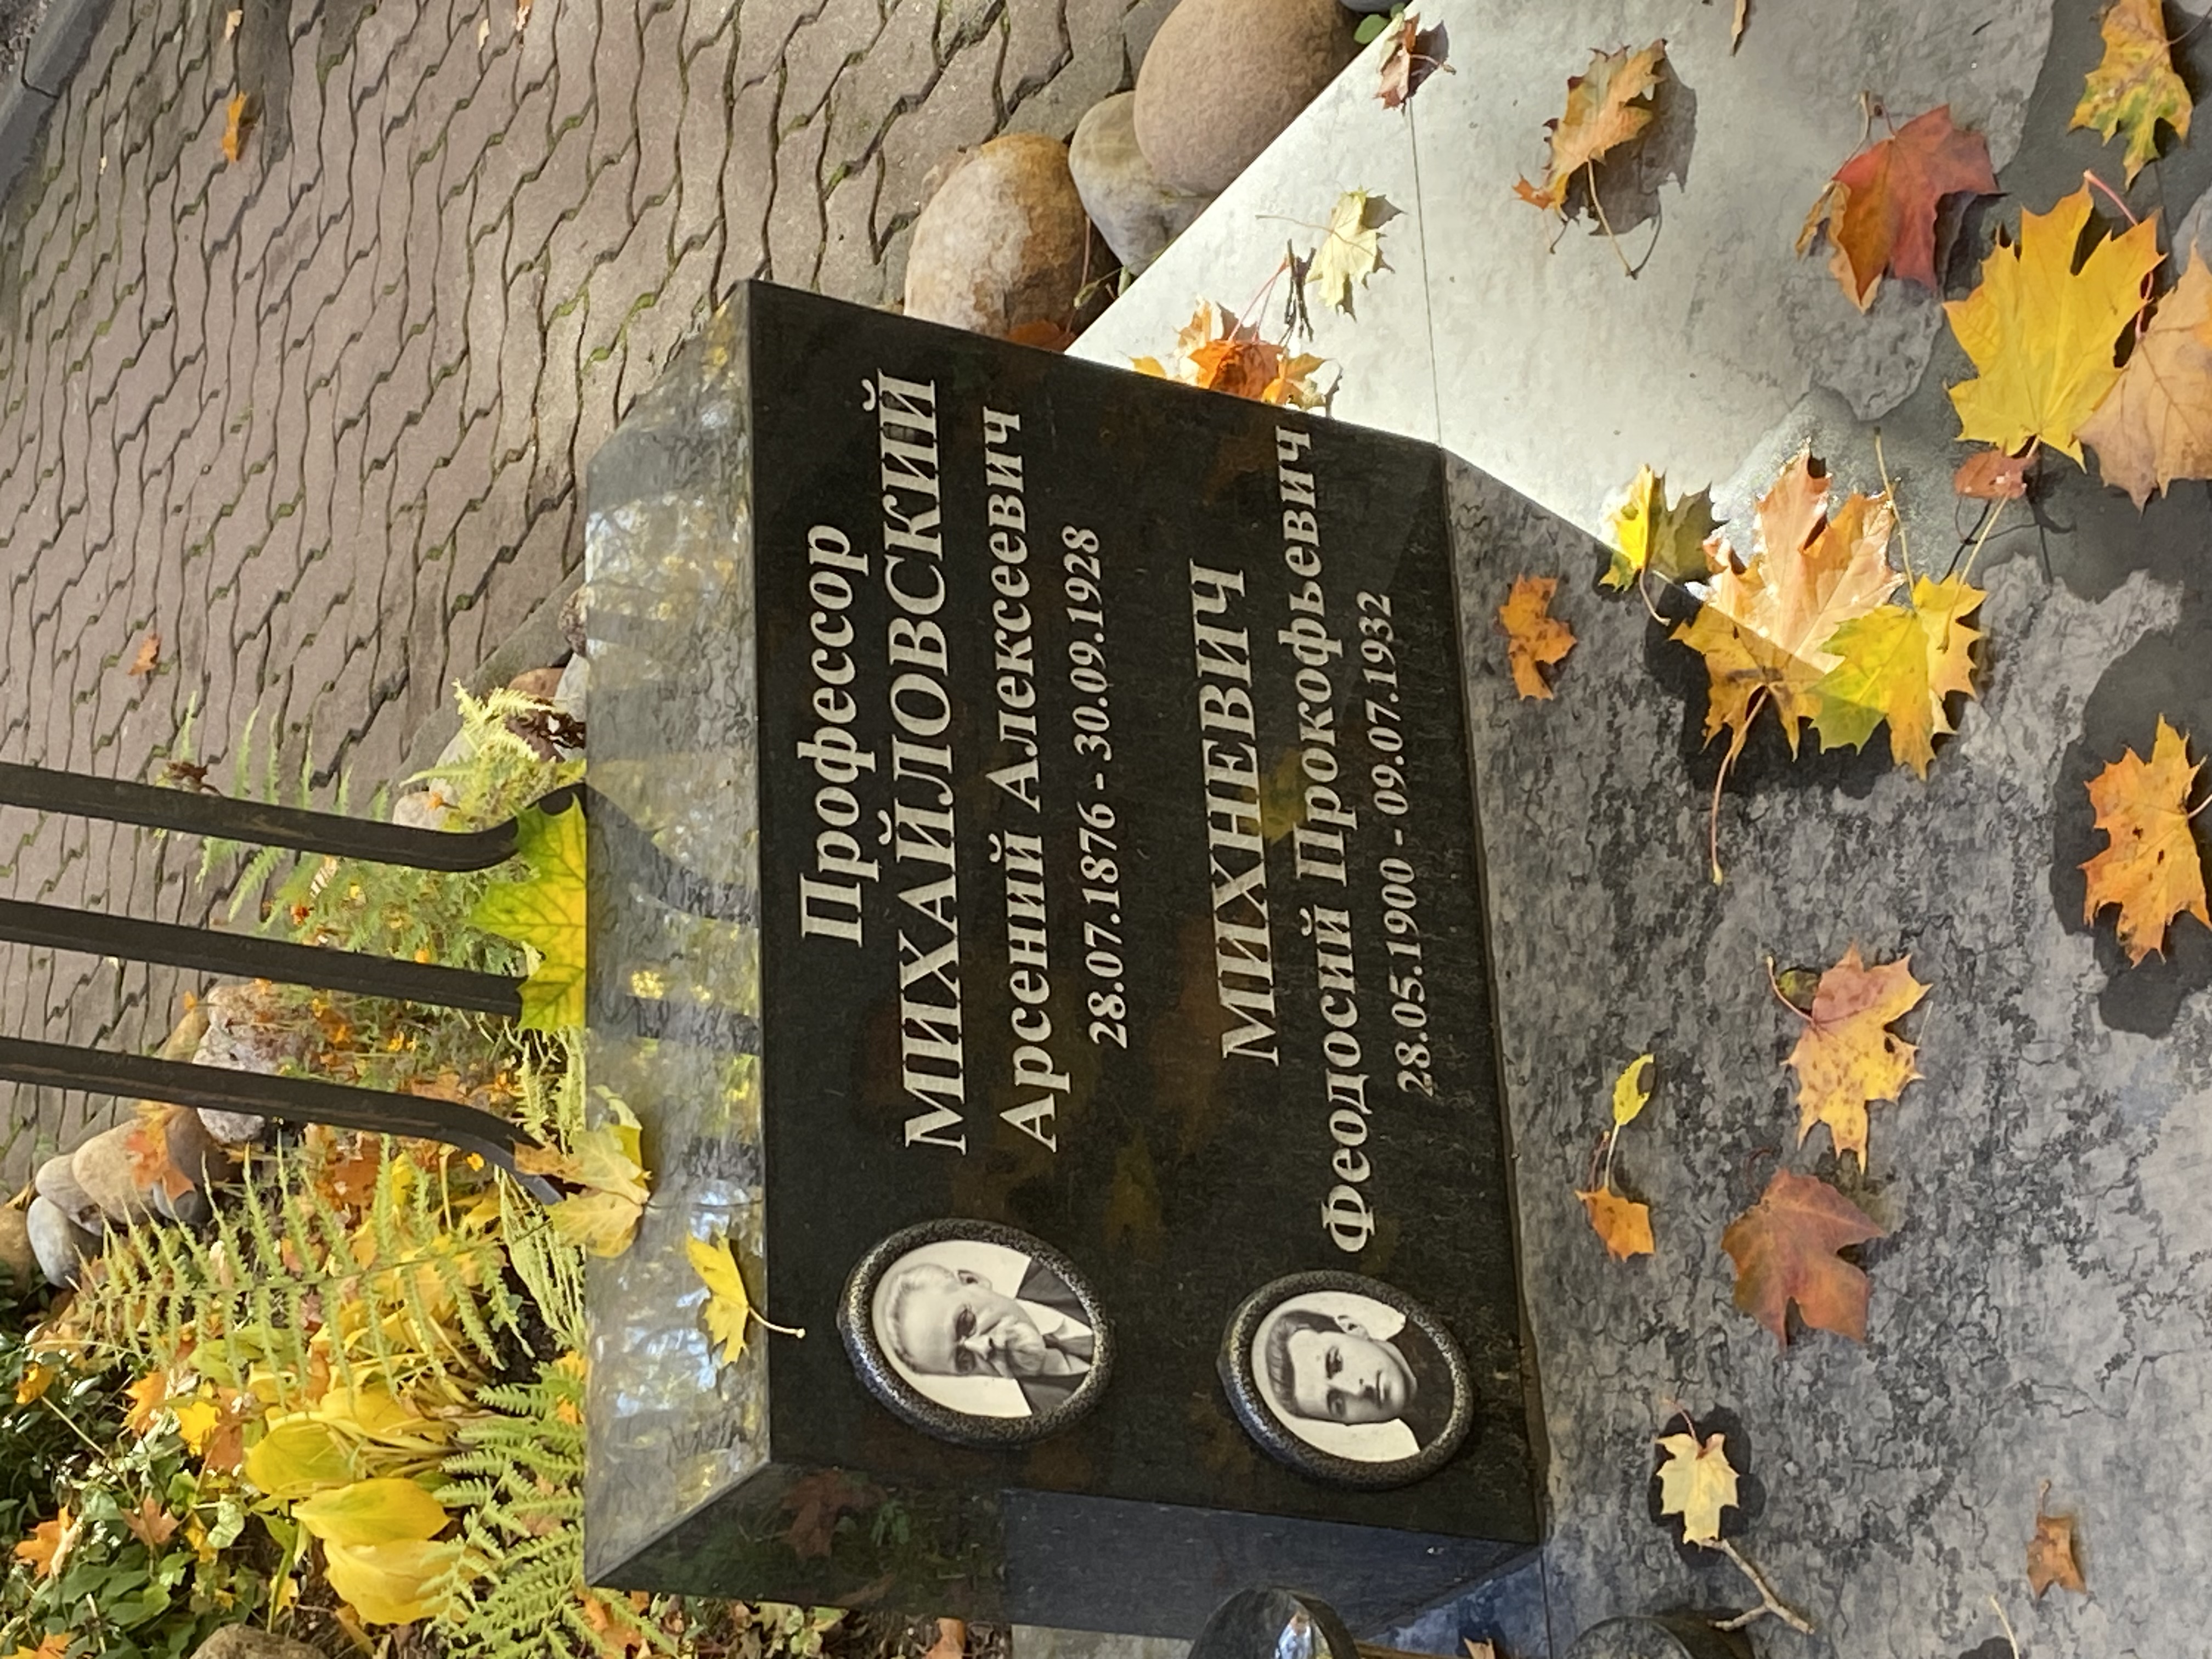 Профессор
МИХАЙЛОВСКИЙ
Арсений Алексеевич
28.07.1876 - 30.09.1928
МИХНЕВИЧ
Феодосий Прокофьевич
28.05.1900 - 09.07.1932